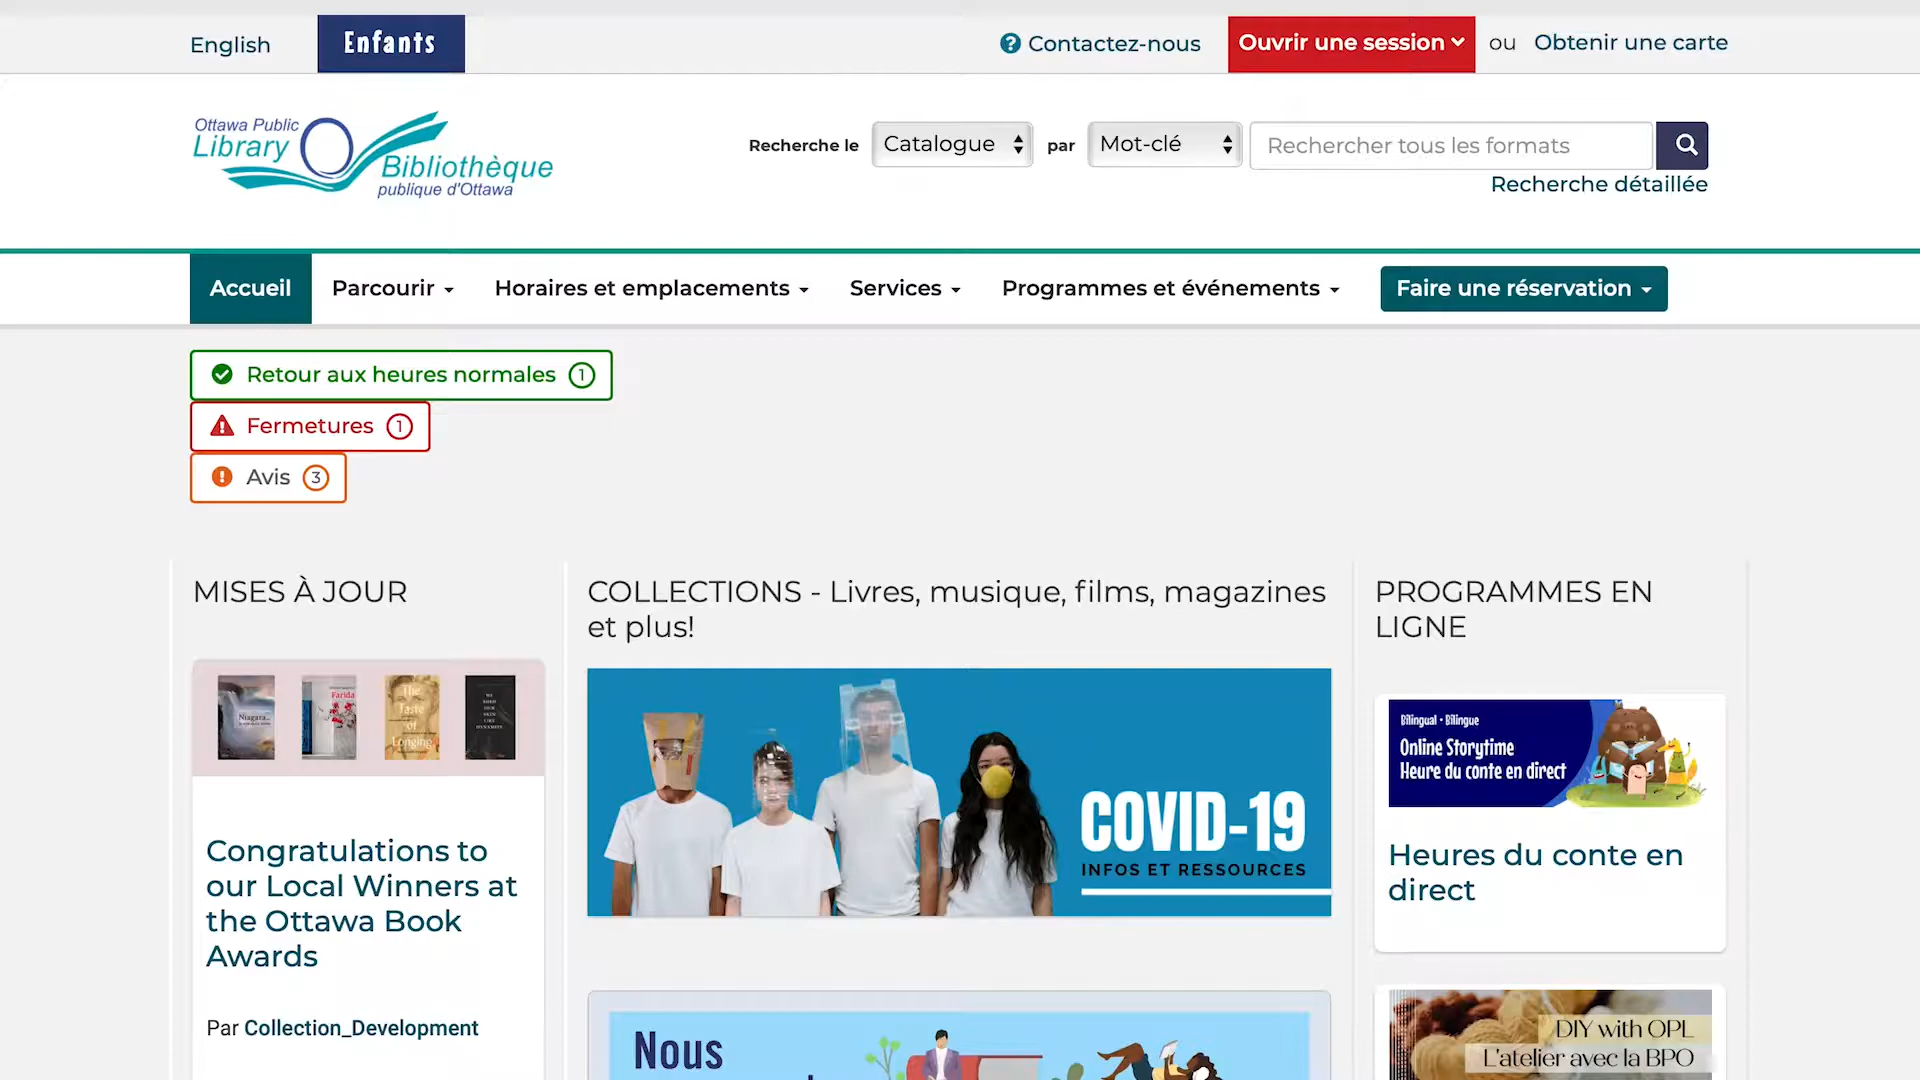 English
Enfants
Contactez-nous
Ouvrir une session
ou
Obtenir une carte
Ottawa Public
Library
Bibliothèque
publique d'Ottawa
Recherche le
Catalogue
par
Mot-clé
Rechercher tous les formats
Recherche détaillée
Accueil
Parcourir
Horaires et emplacements
Services
Programmes et événements
Faire une réservation
Retour aux heures normales 1
Fermetures 1
Avis 3
MISES À JOUR
Niagara
Farida
The
Taste
of
Longing
Congratulations to
our Local Winners at
the Ottawa Book
Awards
Par Collection_Development
COLLECTIONS - Livres, musique, films, magazines
et plus!
COVID-19
INFOS ET RESSOURCES
Nous
PROGRAMMES EN
LIGNE
Bilingual • Bilingue
Online Storytime
Heure du conte en direct
Heures du conte en
direct
DIY with OPL
L'atelier avec la BPO